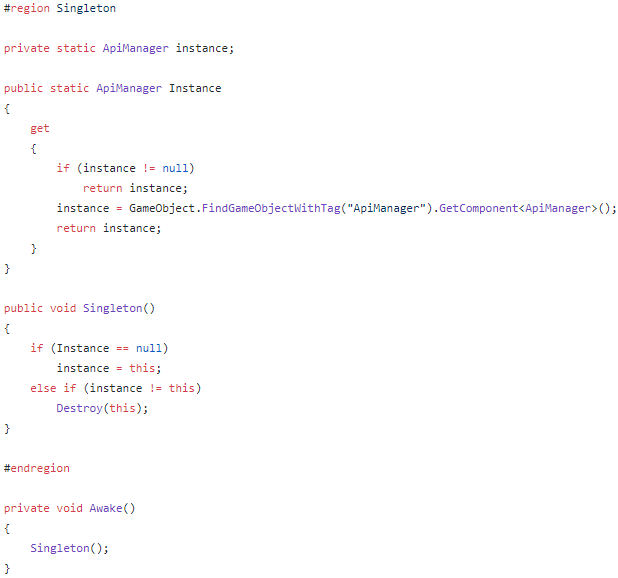 #region Singleton

private static ApiManager instance;

public static ApiManager Instance
{
    get
    {
        if (instance != null)
            return instance;
        instance = GameObject.FindGameObjectWithTag("ApiManager").GetComponent<ApiManager>();
        return instance;
    }
}

public void Singleton()
{
    if (Instance == null)
        instance = this;
    else if (instance != this)
        Destroy(this);
}

#endregion

private void Awake()
{
    Singleton();
}